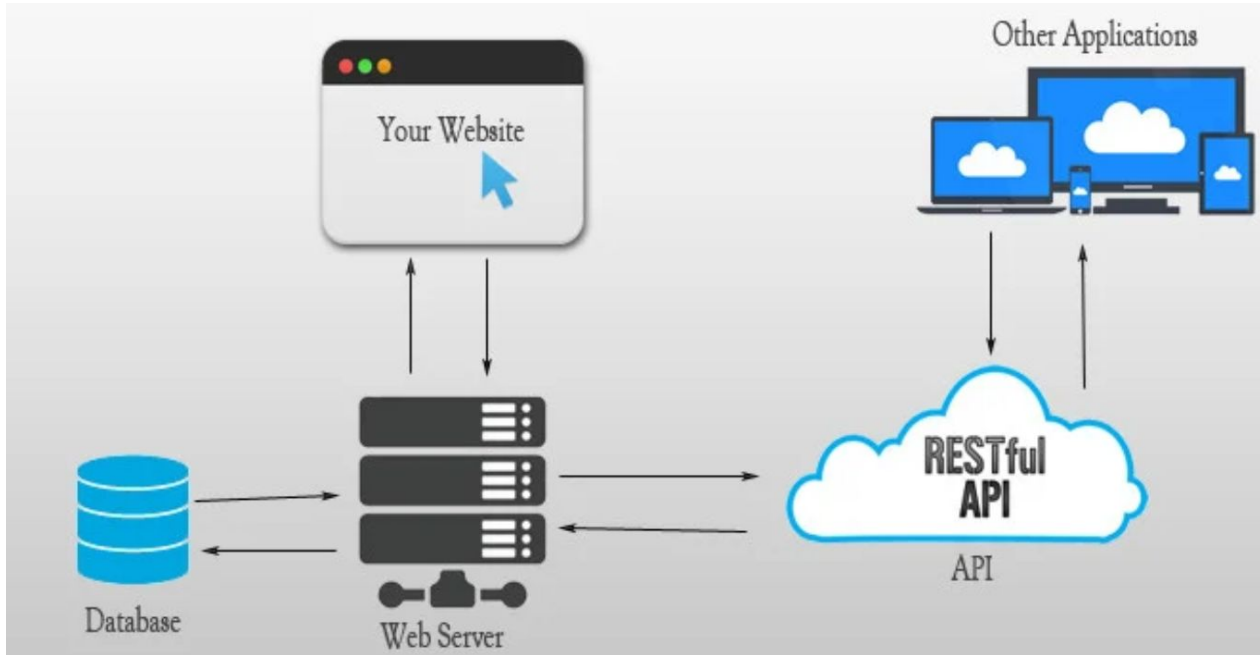 Other Applications
Your Website
RESTful
API
API
Database
Web Server